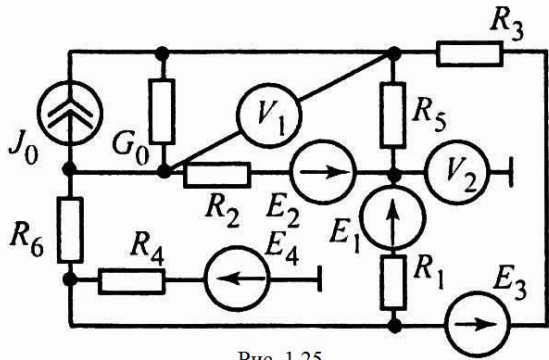 R₃
J₀
G₀
V₁
R₅
R₂
E₂
V₂
R₆
R₄
E₄
E₁
R₁
E₃
Рис. 1.25